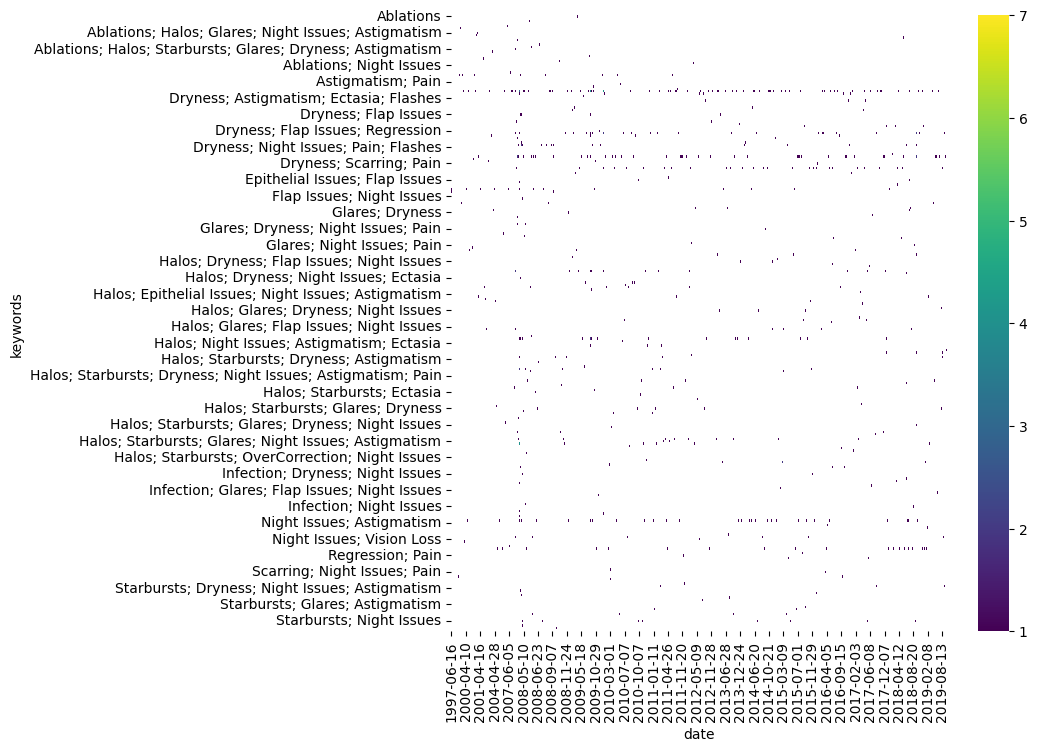 Ablations
Ablations; Halos; Glares; Night Issues; Astigmatism
Ablations; Halos; Starbursts; Glares; Dryness; Astigmatism
Ablations; Night Issues
Astigmatism; Pain
Dryness; Astigmatism; Ectasia; Flashes
Dryness; Flap Issues
Dryness; Flap Issues; Regression
Dryness; Night Issues; Pain; Flashes
Dryness; Scarring; Pain
Epithelial Issues; Flap Issues
Flap Issues; Night Issues
Glares; Dryness
Glares; Dryness; Night Issues; Pain
Glares; Night Issues; Pain
Halos; Dryness; Flap Issues; Night Issues
Halos; Dryness; Night Issues; Ectasia
Halos; Epithelial Issues; Night Issues; Astigmatism
Halos; Glares; Dryness; Night Issues
Halos; Glares; Flap Issues; Night Issues
Halos; Night Issues; Astigmatism; Ectasia
Halos; Starbursts; Dryness; Astigmatism
Halos; Starbursts; Dryness; Night Issues; Astigmatism; Pain
Halos; Starbursts; Ectasia
Halos; Starbursts; Glares; Dryness
Halos; Starbursts; Glares; Dryness; Night Issues
Halos; Starbursts; Glares; Night Issues; Astigmatism
Halos; Starbursts; OverCorrection; Night Issues
Infection; Dryness; Night Issues
Infection; Glares; Flap Issues; Night Issues
Infection; Night Issues
Night Issues; Astigmatism
Night Issues; Vision Loss
Regression; Pain
Scarring; Night Issues; Pain
Starbursts; Dryness; Night Issues; Astigmatism
Starbursts; Glares; Astigmatism
Starbursts; Night Issues
keywords
1997-06-16
2000-04-10
2001-04-16
2004-04-28
2007-06-05
2008-05-10
2008-06-23
2008-09-07
2008-11-24
2009-05-18
2009-10-29
2010-03-01
2010-07-07
2010-10-07
2011-01-11
2011-04-26
2011-11-20
2012-05-09
2012-11-28
2013-06-28
2013-12-24
2014-06-20
2014-10-21
2015-03-09
2015-07-01
2015-11-29
2016-04-05
2016-09-15
2017-02-03
2017-06-08
2017-12-07
2018-04-12
2018-08-20
2019-02-08
2019-08-13
date
7
6
5
4
3
2
1